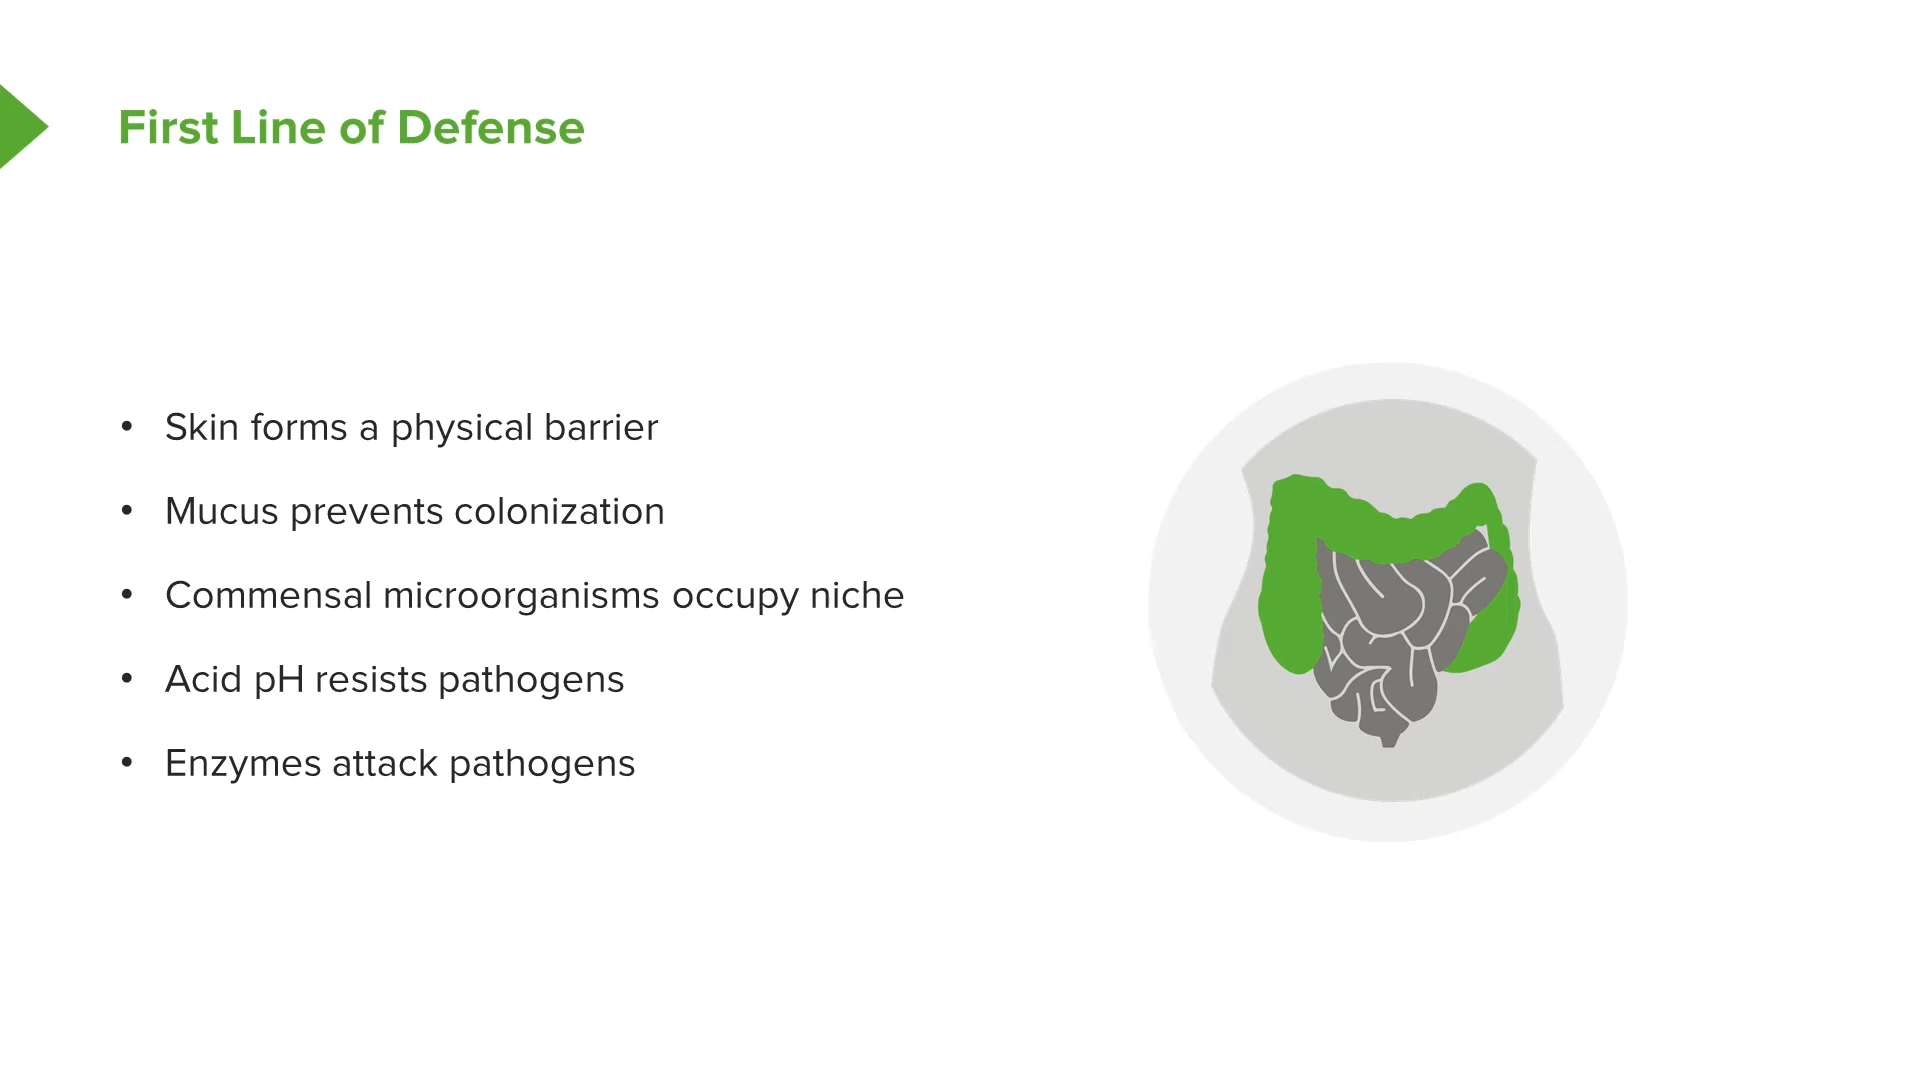 First Line of Defense
• Skin forms a physical barrier
• Mucus prevents colonization
• Commensal microorganisms occupy niche
• Acid pH resists pathogens
• Enzymes attack pathogens